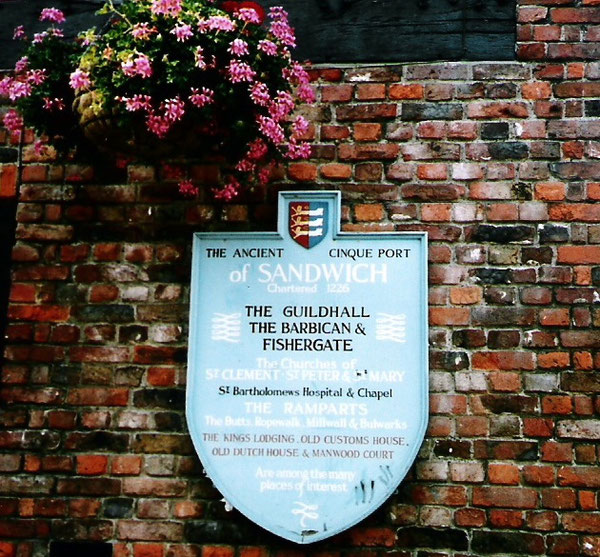 THE ANCIENT CINQUE PORT
of SANDWICH
Chartered 1226
THE GUILDHALL
THE BARBICAN &
FISHERGATE
The Churches of
ST CLEMENT · ST PETER & ST MARY
St Bartholomews Hospital & Chapel
THE RAMPARTS
The Butts, Ropewalk, Millwall & Bulwarks
THE KINGS LODGING, OLD CUSTOMS HOUSE,
OLD DUTCH HOUSE & MANWOOD COURT
Are among the many
places of interest